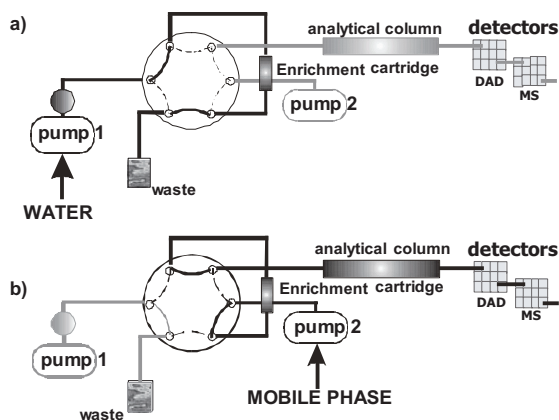 a)
analytical column
detectors
Enrichment cartridge
DAD
MS
pump 1
pump 2
waste
WATER
b)
analytical column
detectors
Enrichment cartridge
DAD
MS
pump 1
pump 2
waste
MOBILE PHASE